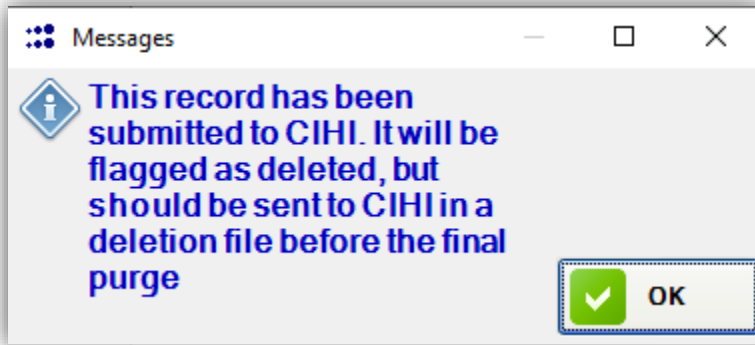 Messages
This record has been
submitted to CIHI. It will be
flagged as deleted, but
should be sent to CIHI in a
deletion file before the final
purge
OK